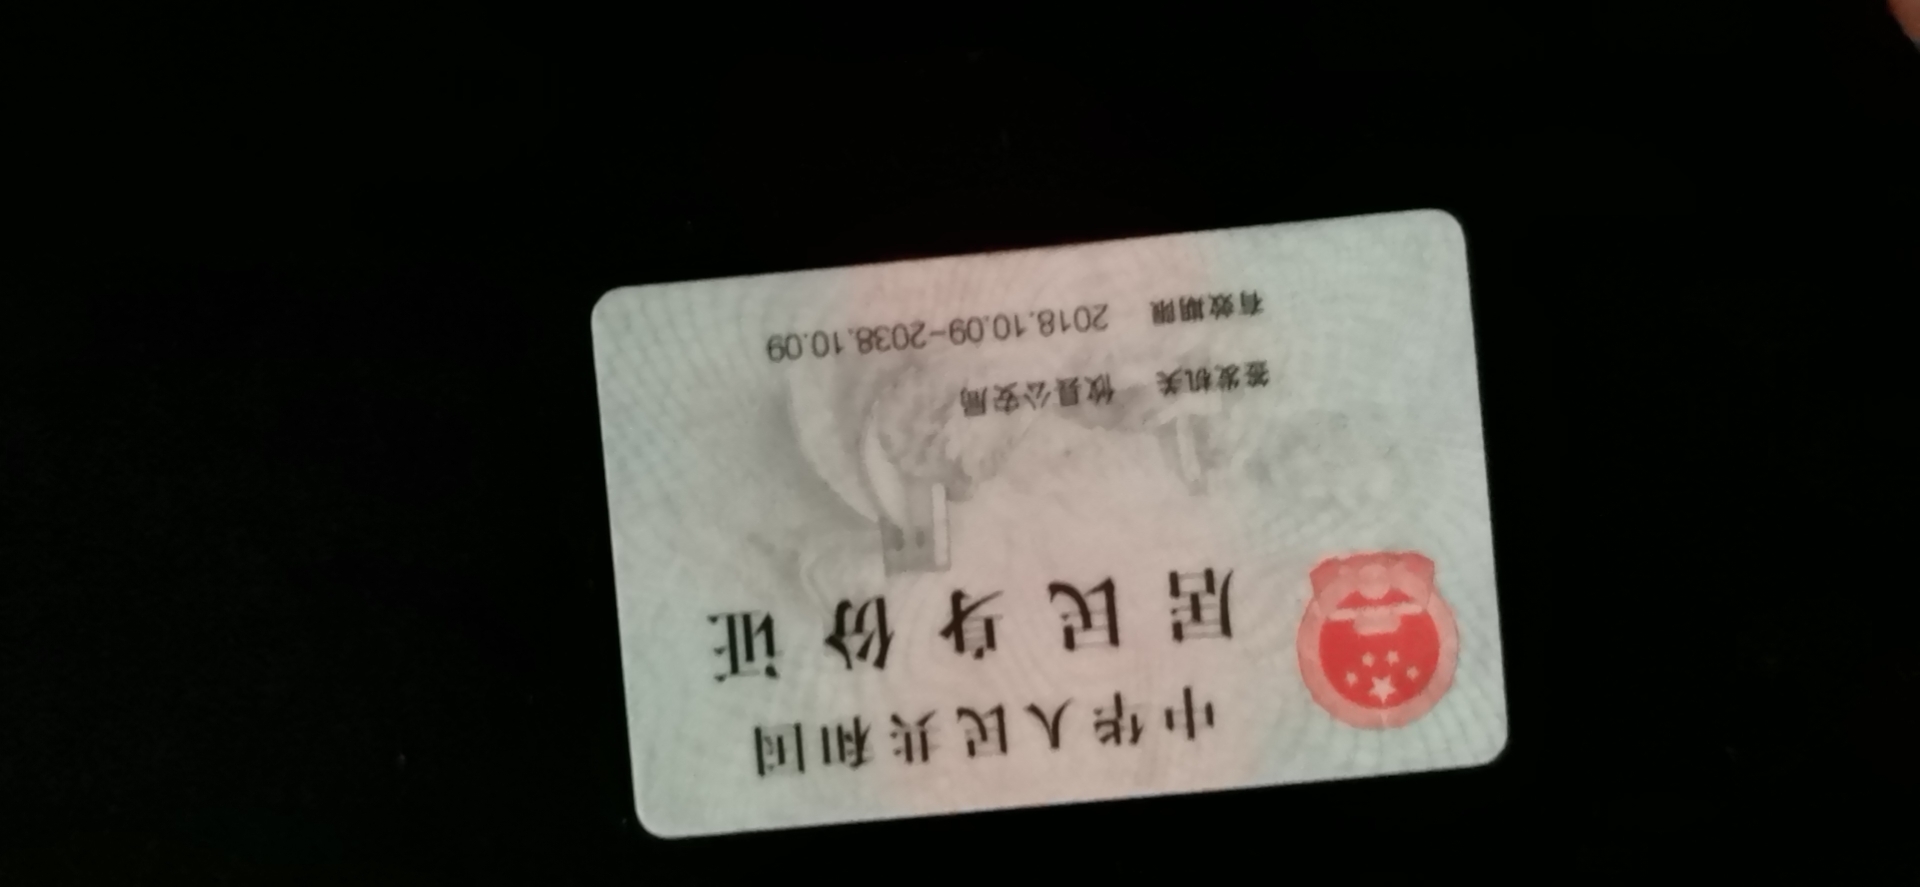 中华人民共和国
居民身份证
签发机关 攸县公安局
有效期限 2018.10.09-2038.10.09